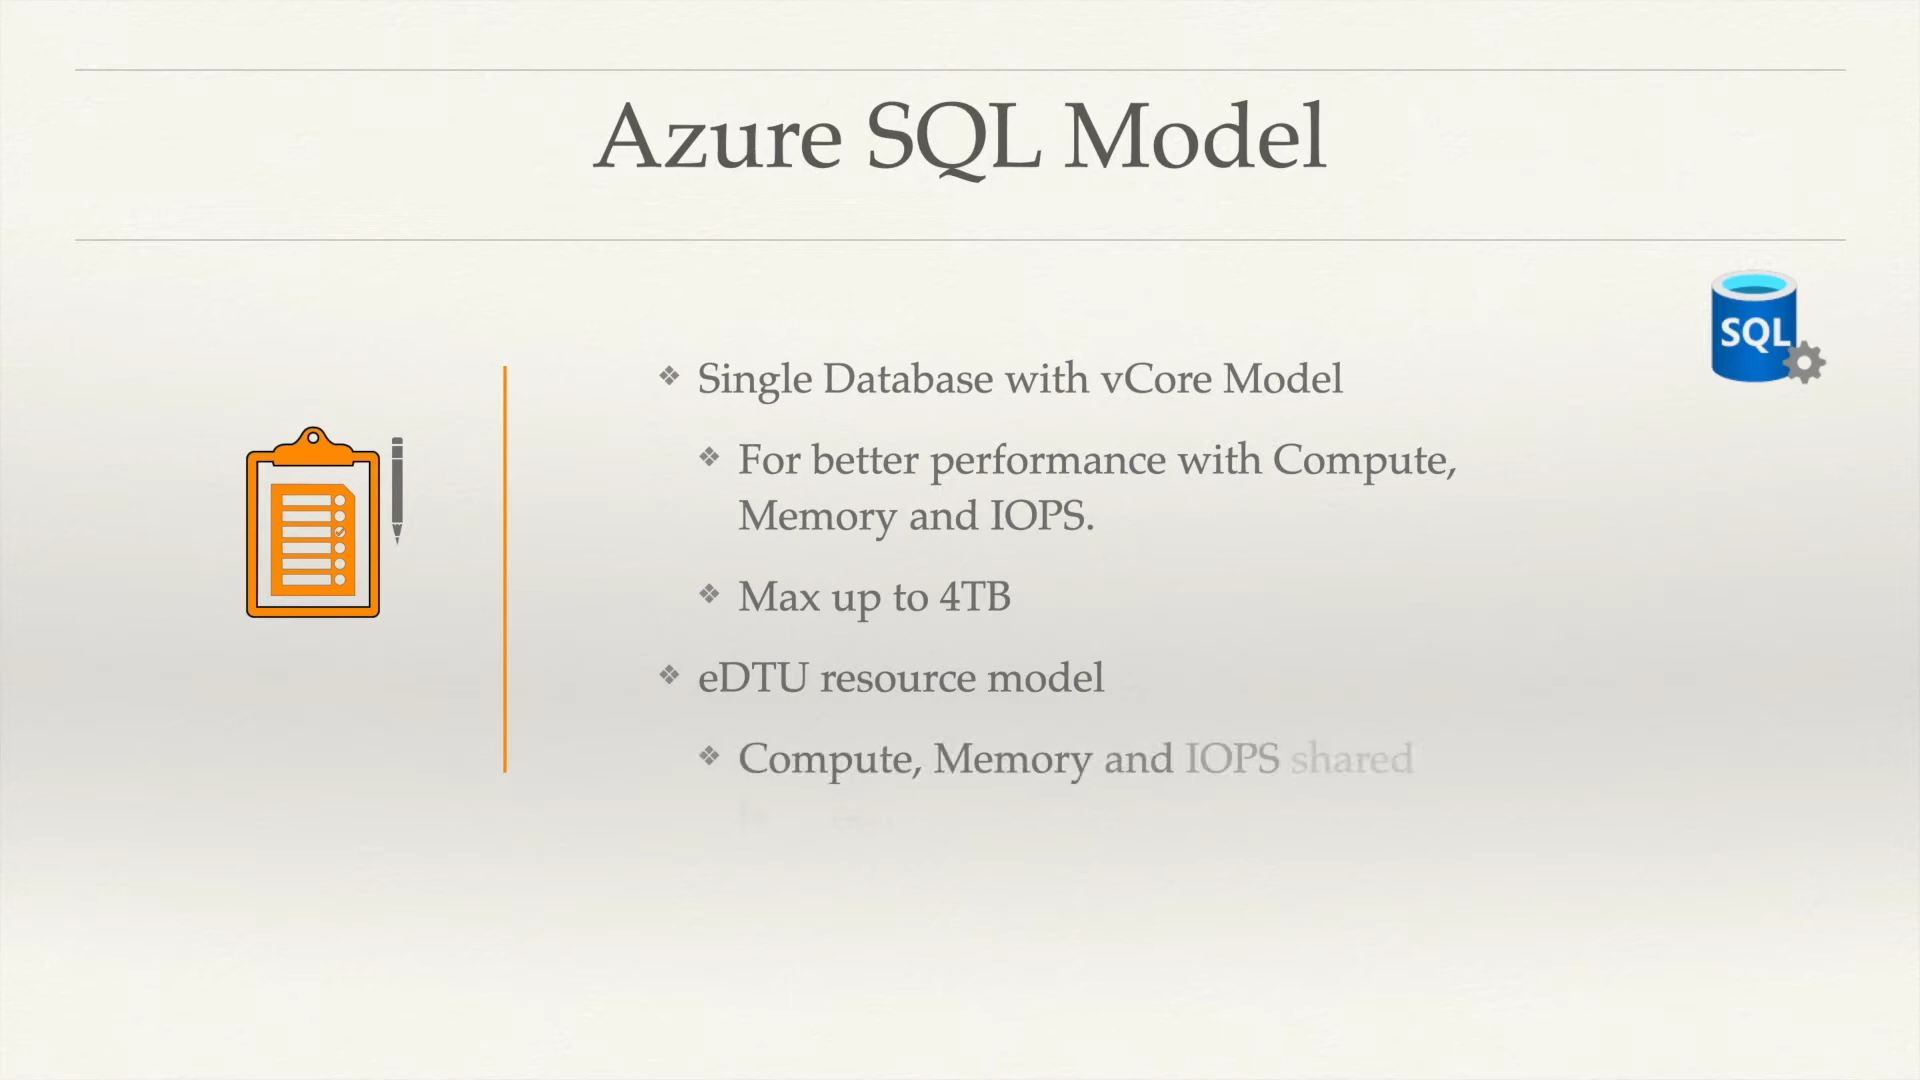 Azure SQL Model
SQL
❖ Single Database with vCore Model
❖ For better performance with Compute,
Memory and IOPS.
❖ Max up to 4TB
❖ eDTU resource model
❖ Compute, Memory and IOPS shared